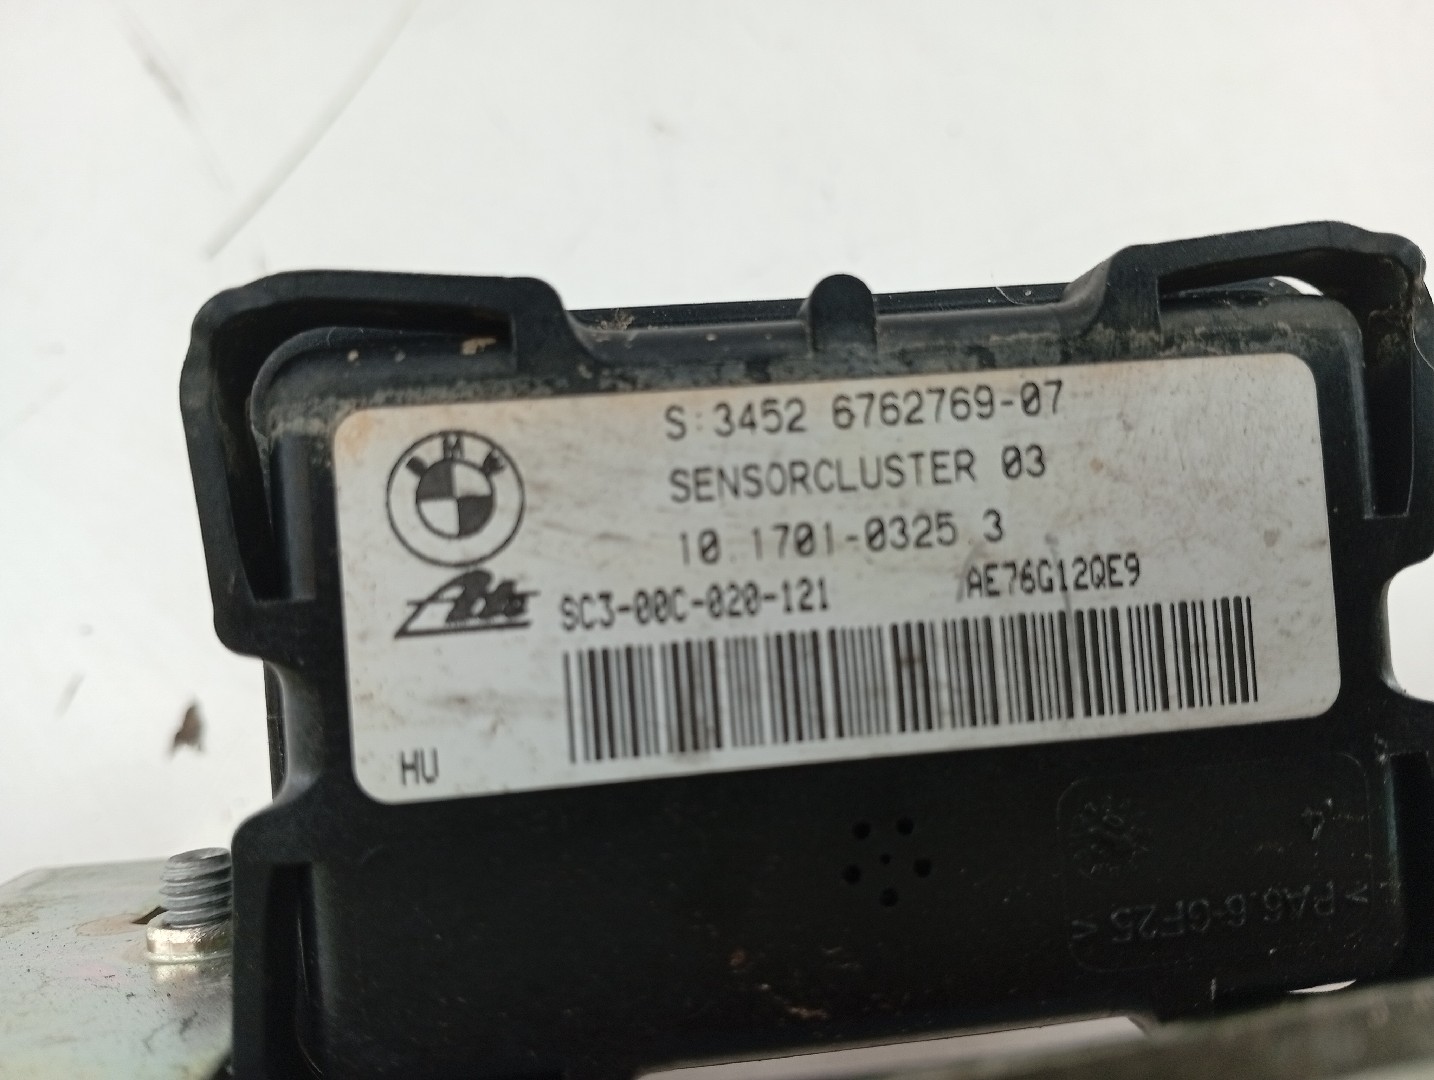 S:3452 6762769-07
SENSORCLUSTER 03
10.1701-0325.3
BMW
Ate
SC3-00C-020-121 AE76G12QE9
HU
>PA6.6-GF25<